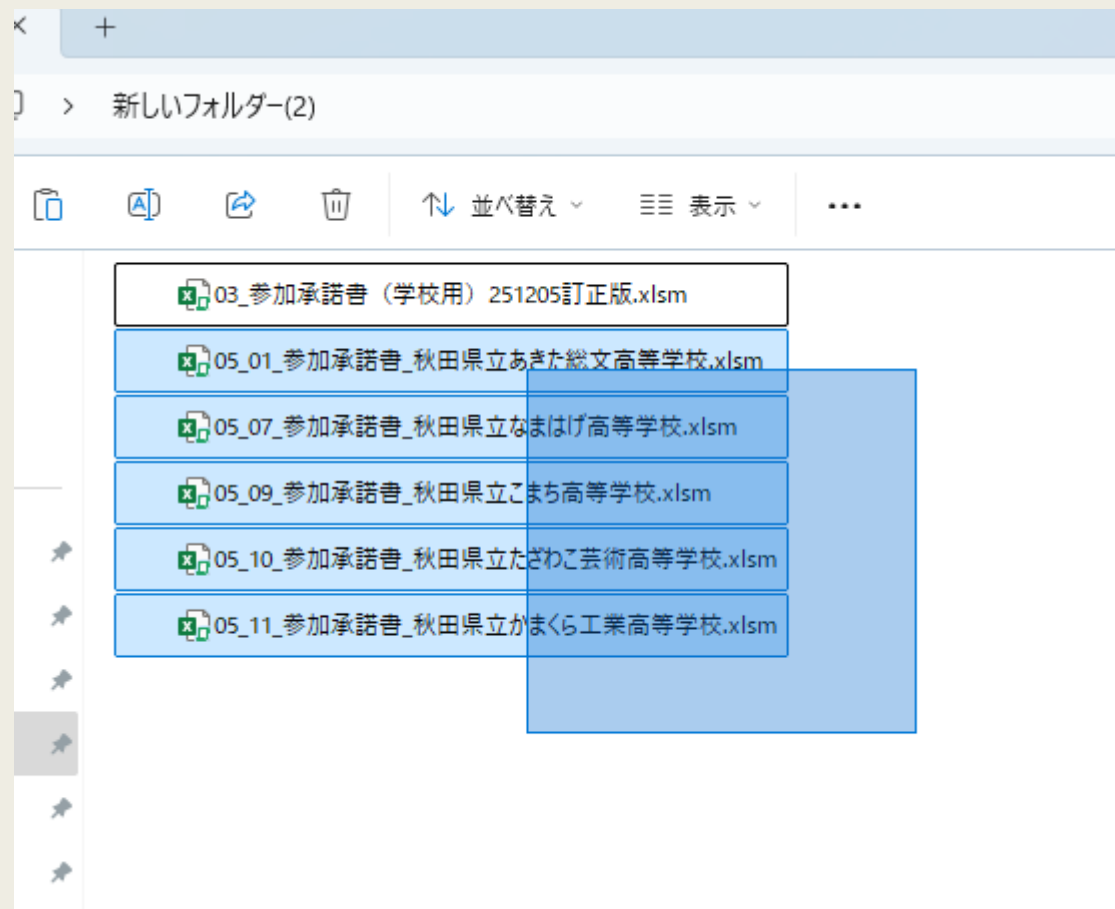 新しいフォルダー(2)
並べ替え 表示
03_参加承諾書（学校用）251205訂正版.xlsm
05_01_参加承諾書_秋田県立あきた総文高等学校.xlsm
05_07_参加承諾書_秋田県立なまはげ高等学校.xlsm
05_09_参加承諾書_秋田県立こまち高等学校.xlsm
05_10_参加承諾書_秋田県立たざわこ芸術高等学校.xlsm
05_11_参加承諾書_秋田県立かまくら工業高等学校.xlsm